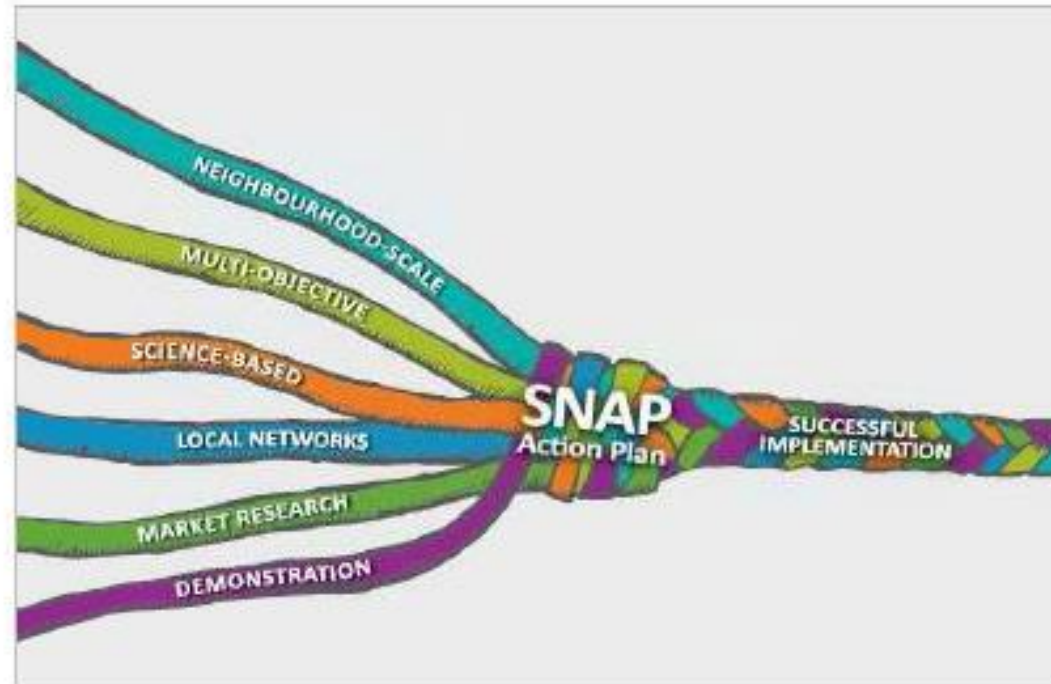 NEIGHBOURHOOD-SCALE
MULTI-OBJECTIVE
SCIENCE-BASED
LOCAL NETWORKS
MARKET RESEARCH
DEMONSTRATION
SNAP
Action Plan
SUCCESSFUL
IMPLEMENTATION